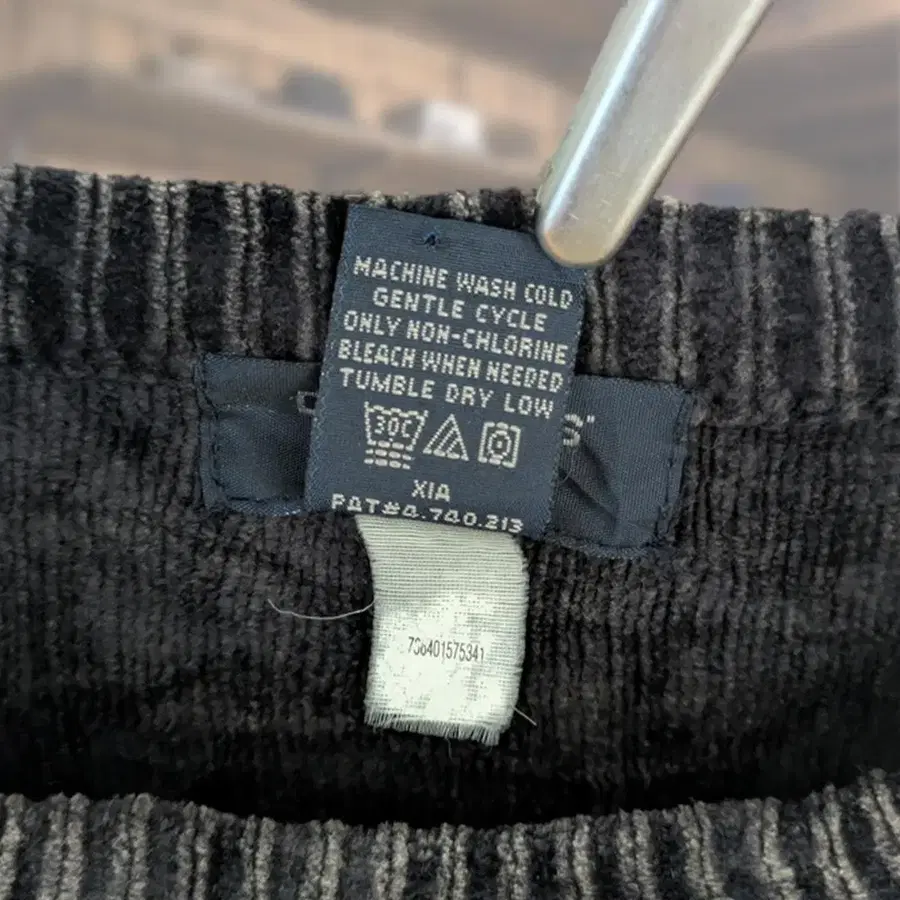 MACHINE WASH COLD
GENTLE CYCLE
ONLY NON-CHLORINE
BLEACH WHEN NEEDED
TUMBLE DRY LOW
30C
XIA
PAT#4,740,213